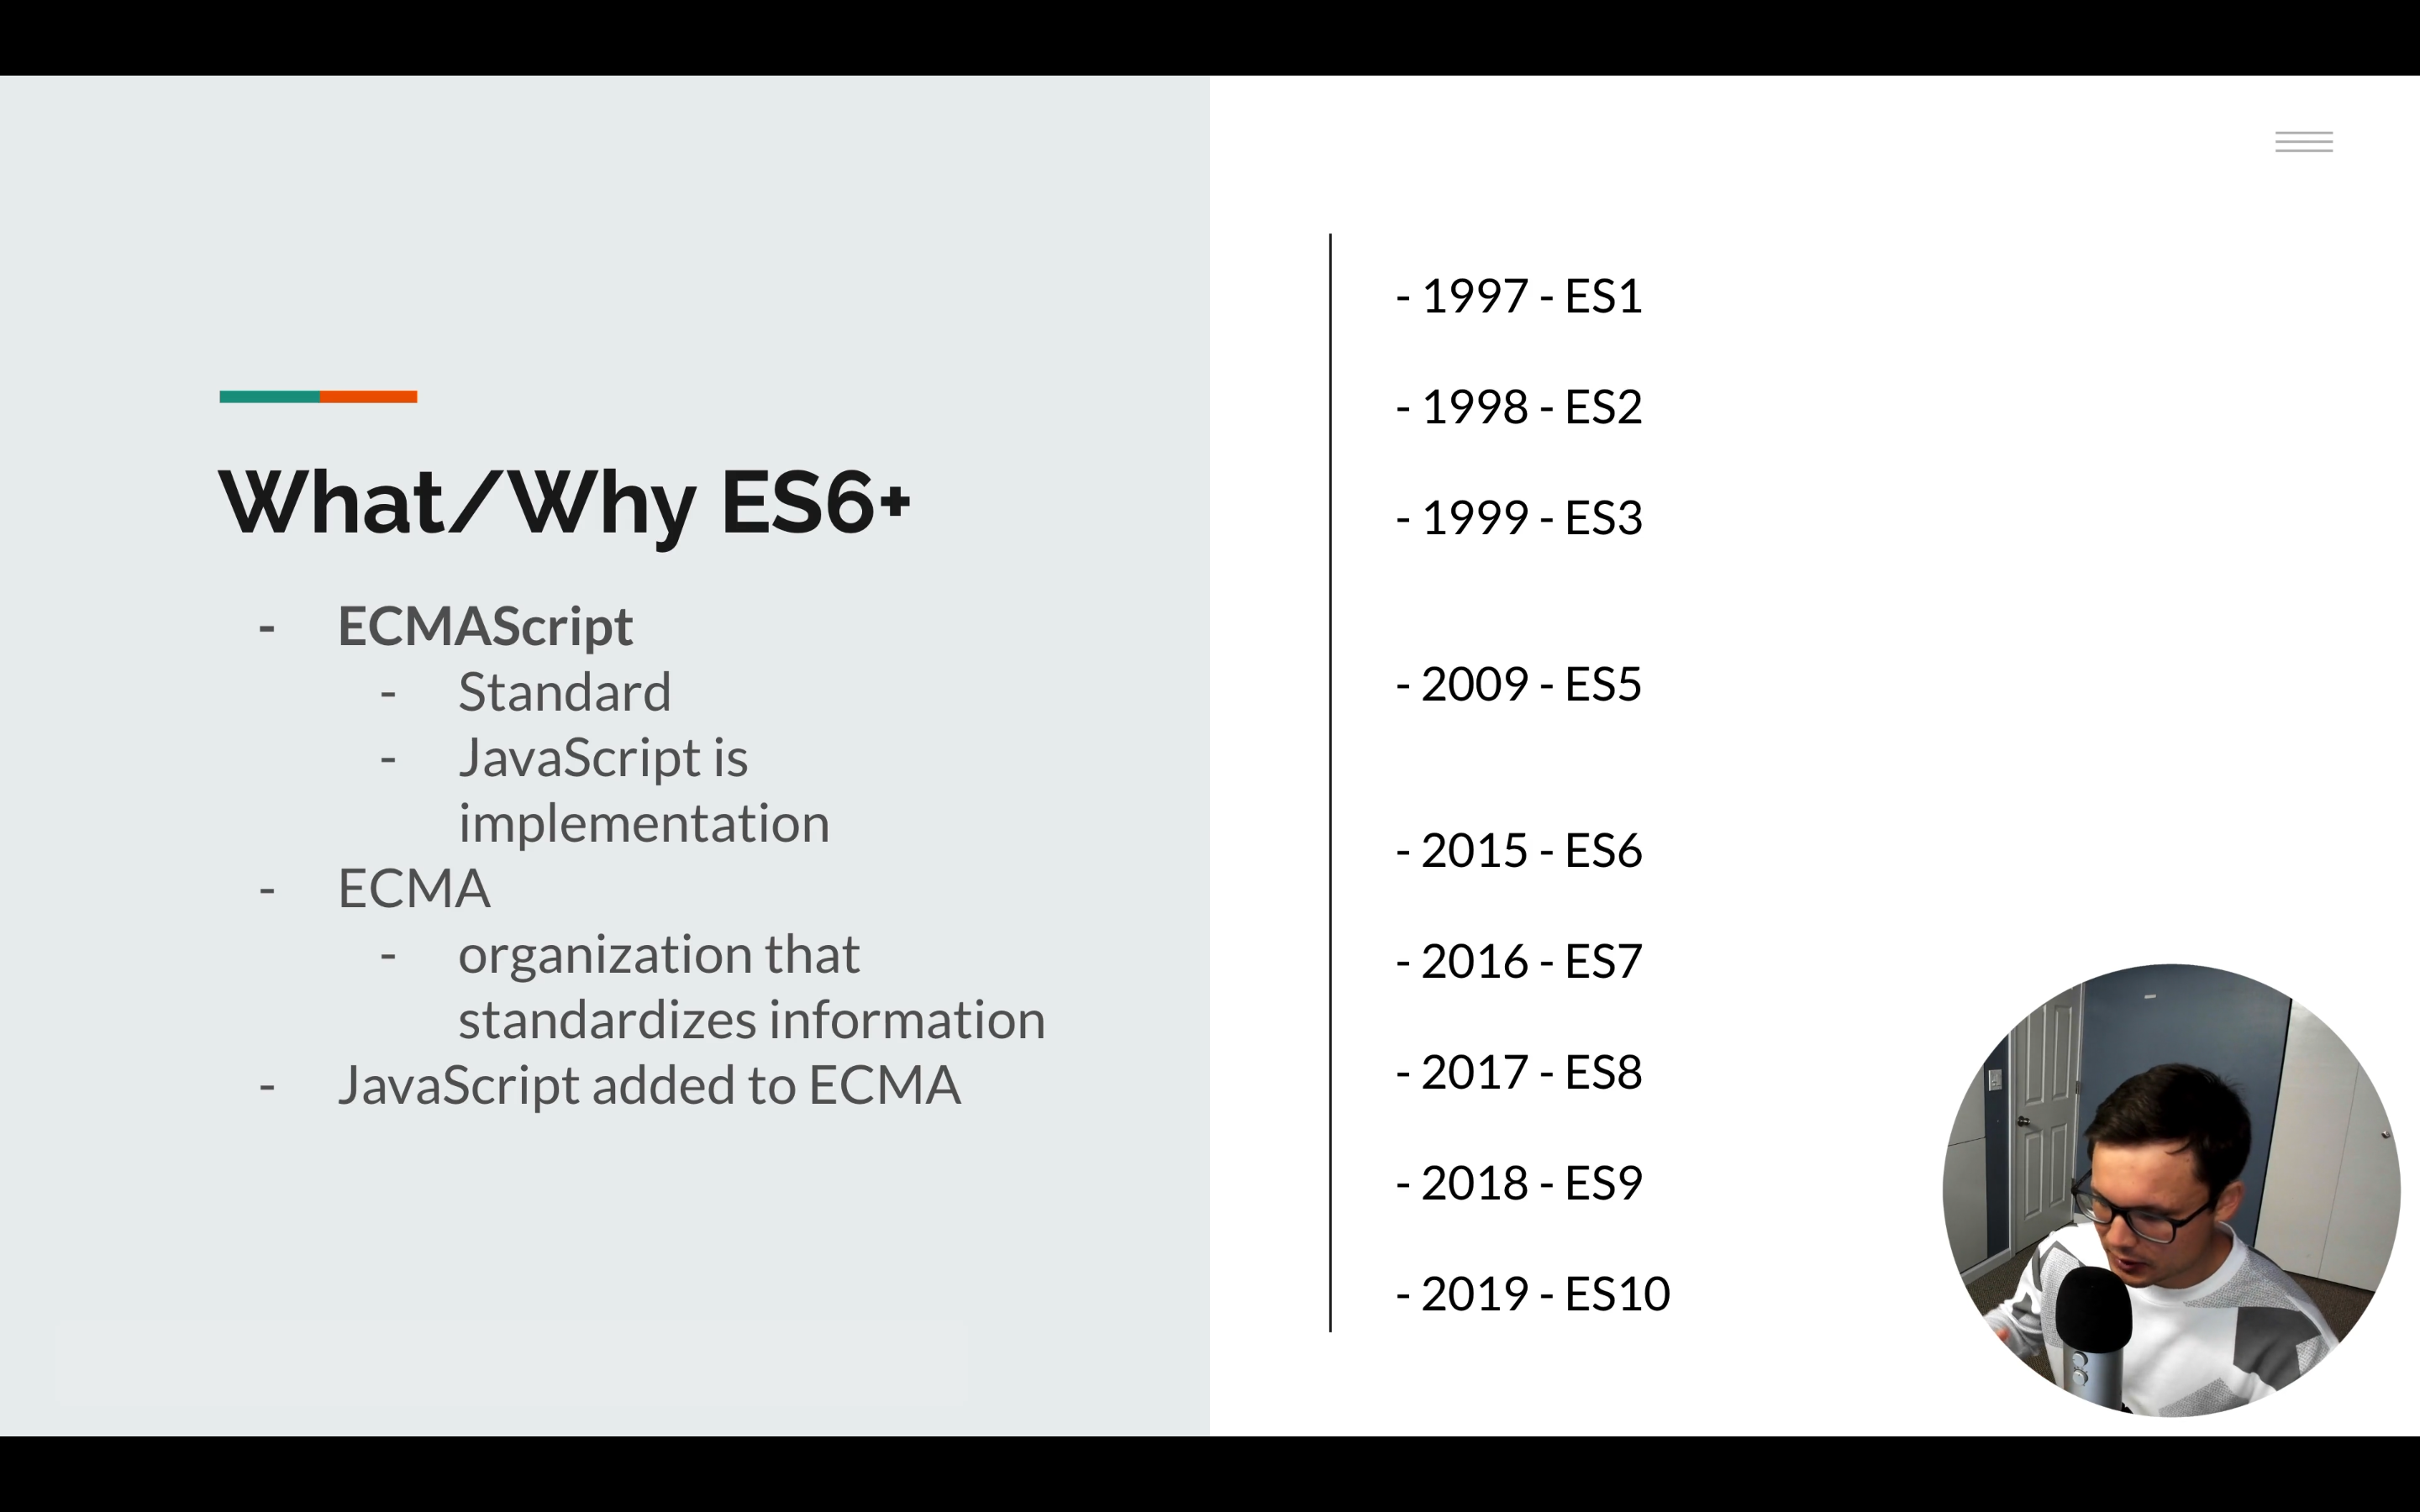 What/Why ES6+
- ECMAScript
- Standard
- JavaScript is
implementation
- ECMA
- organization that
standardizes information
- JavaScript added to ECMA
- 1997 - ES1
- 1998 - ES2
- 1999 - ES3
- 2009 - ES5
- 2015 - ES6
- 2016 - ES7
- 2017 - ES8
- 2018 - ES9
- 2019 - ES10